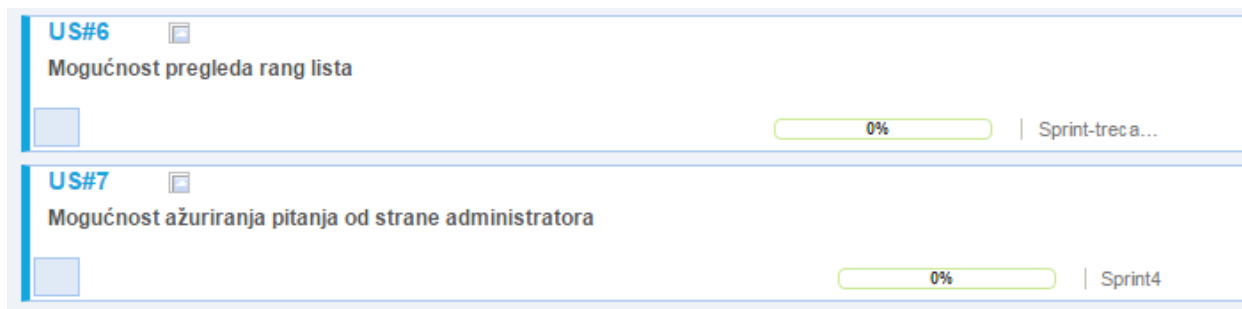 US#6
Mogućnost pregleda rang lista
0% Sprint-treca...
US#7
Mogućnost ažuriranja pitanja od strane administratora
0% Sprint4